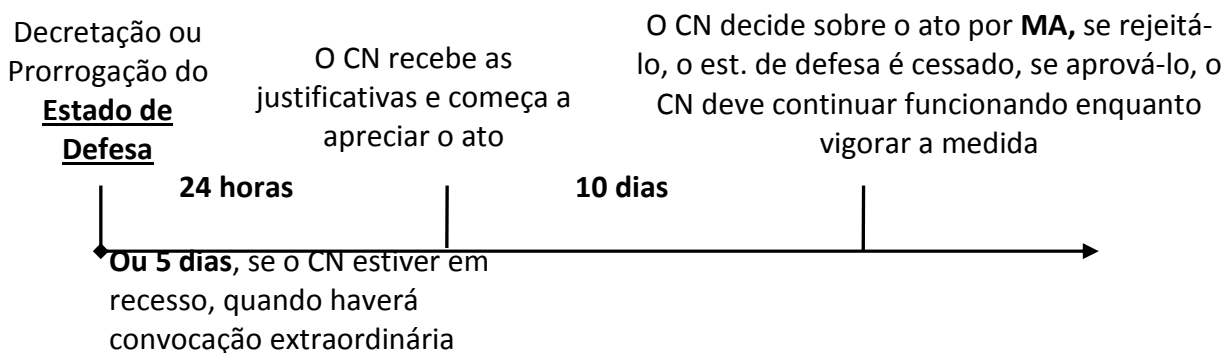 Decretação ou
Prorrogação do
Estado de
Defesa
O CN recebe as
justificativas e começa a
apreciar o ato
O CN decide sobre o ato por MA, se rejeitá-
lo, o est. de defesa é cessado, se aprová-lo, o
CN deve continuar funcionando enquanto
vigorar a medida
24 horas
10 dias
Ou 5 dias, se o CN estiver em
recesso, quando haverá
convocação extraordinária